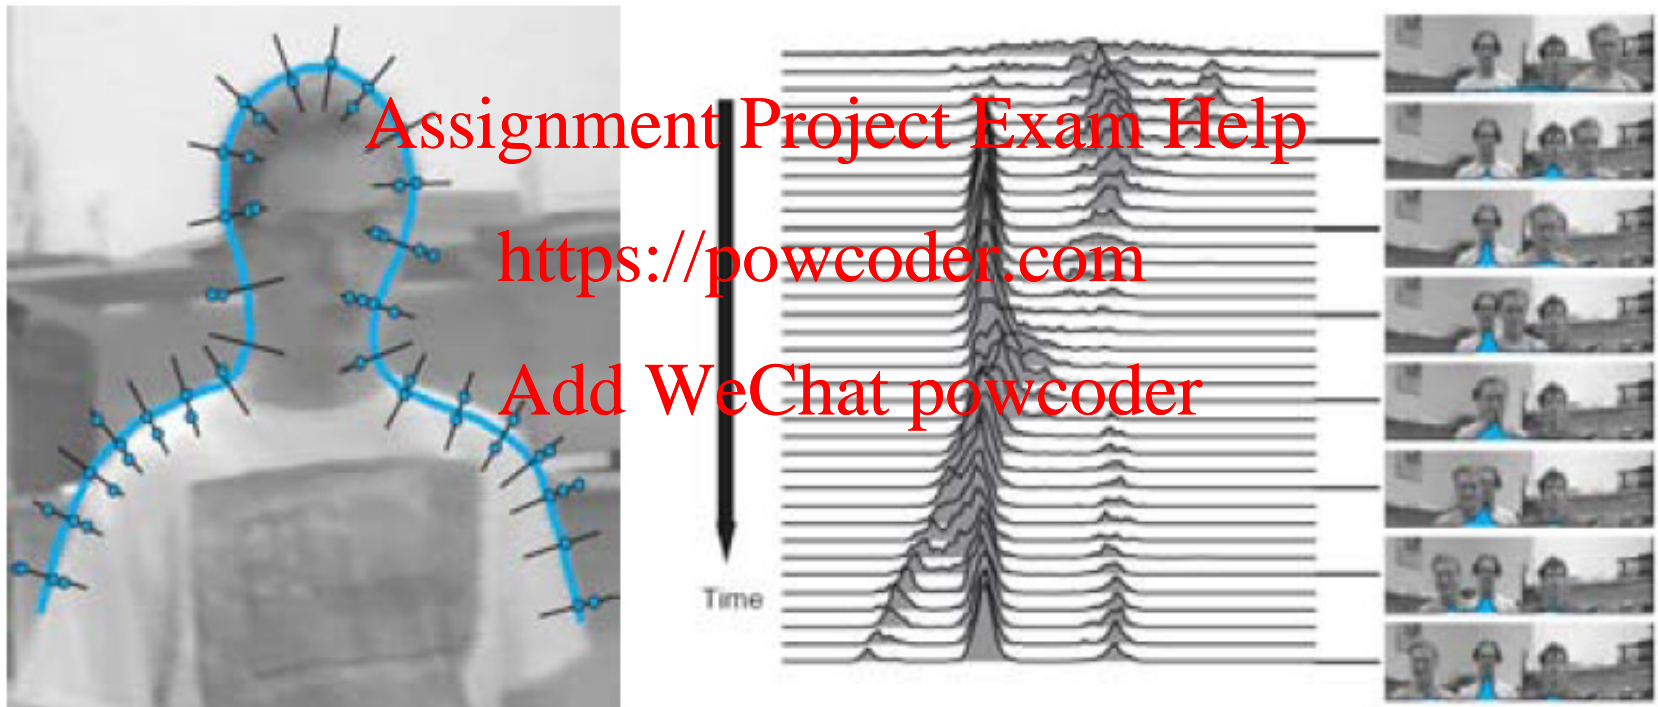 Assignment Project Exam Help
https://powcoder.com
Add WeChat powcoder
Time